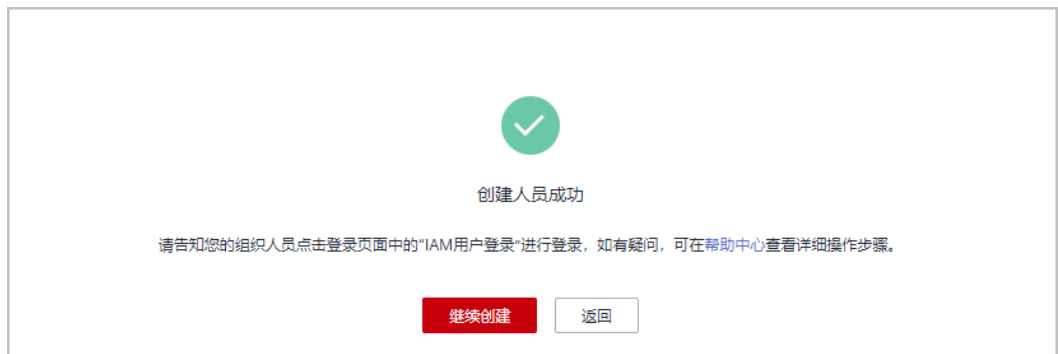 创建人员成功
请告知您的组织人员点击登录页面中的“IAM用户登录”进行登录，如有疑问，可在帮助中心查看详细操作步骤。
继续创建
返回